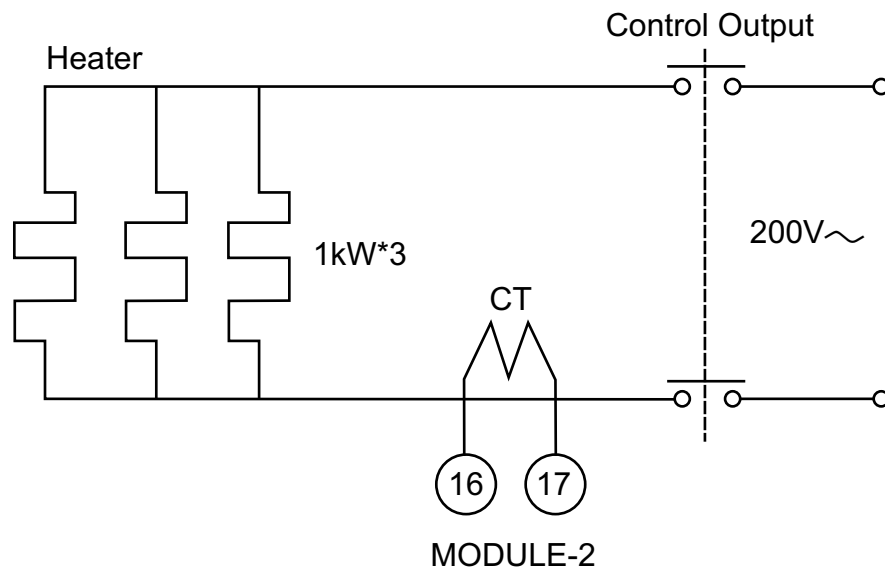 Control Output
Heater
200V~
1kW*3
CT
16 17
MODULE-2